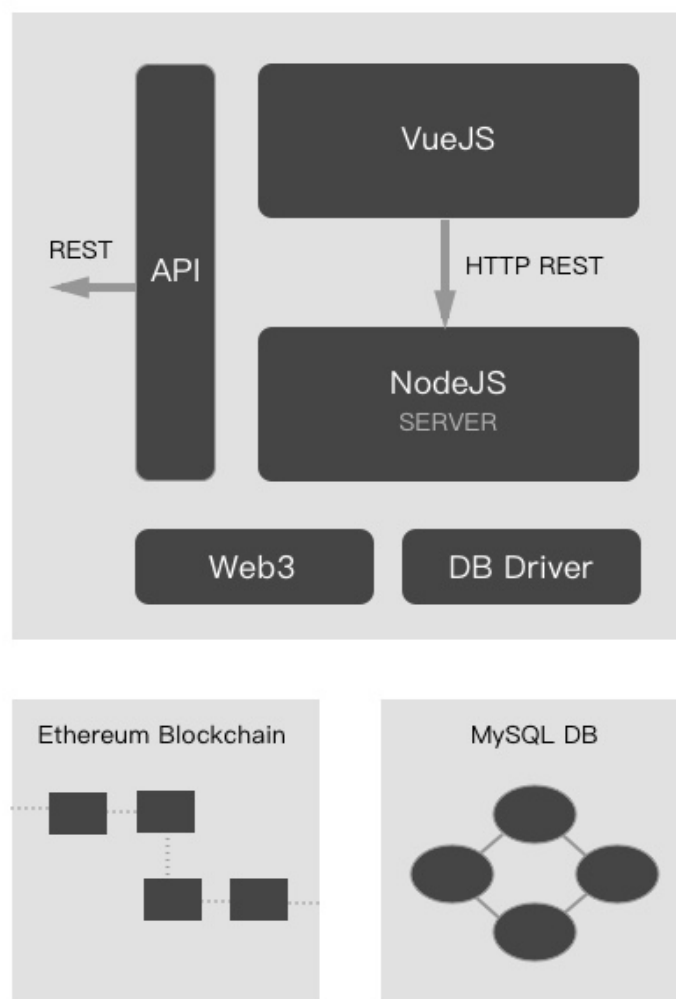 VueJS
REST
API
HTTP REST
NodeJS
SERVER
Web3
DB Driver
Ethereum Blockchain
MySQL DB